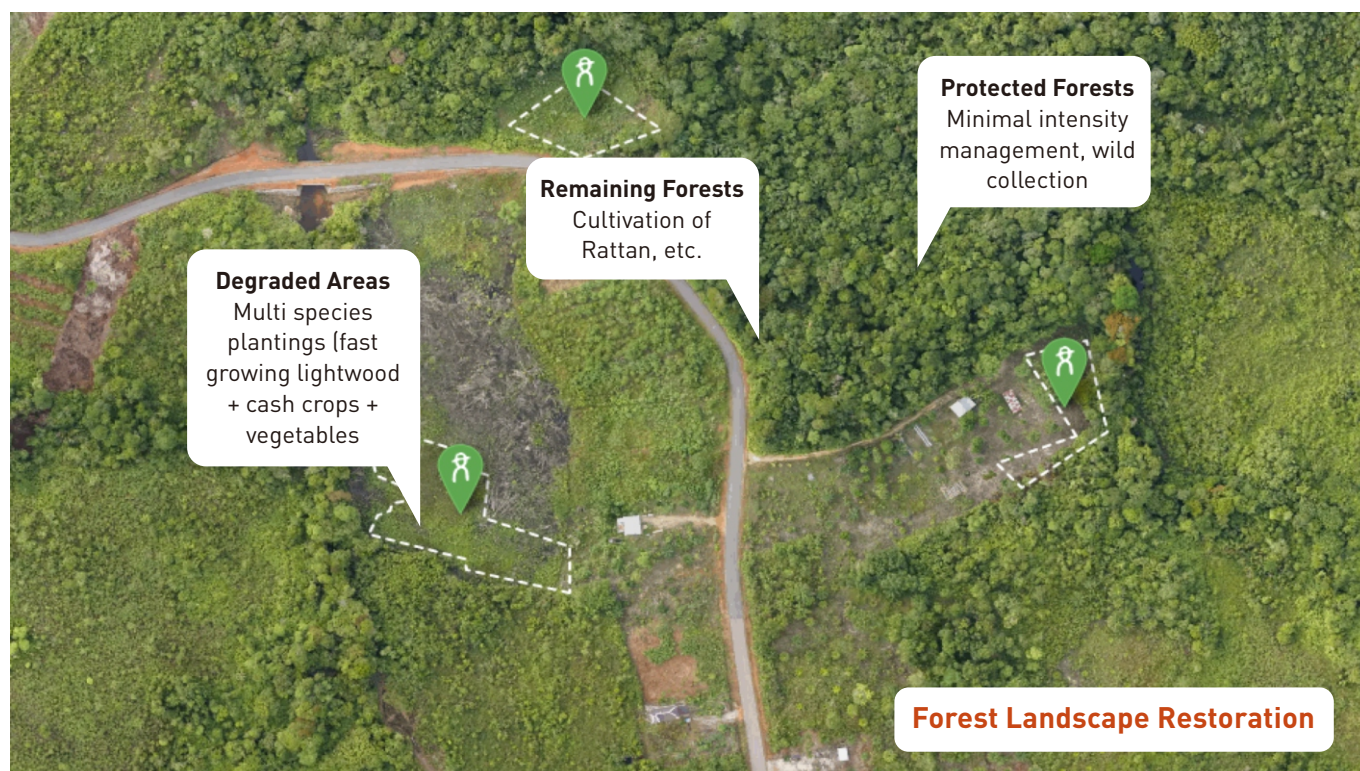 Protected Forests
Minimal intensity
management, wild
collection
Remaining Forests
Cultivation of
Rattan, etc.
Degraded Areas
Multi species
plantings (fast
growing lightwood
+ cash crops +
vegetables
Forest Landscape Restoration